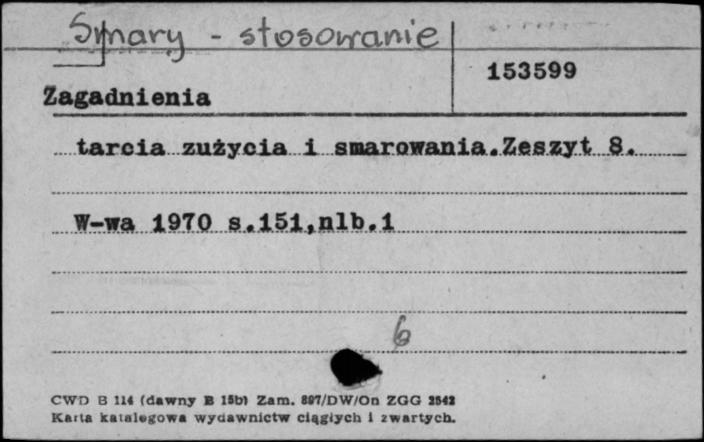 Smary - stosowanie
153599
Zagadnienia
tarcia zużycia i smarowania.Zeszyt 8.
W-wa 1970 s.151,nlb.1
6
CWD B 114 (dawny B 15b) Zam. 897/DW/On ZGG 2542
Karta katalogowa wydawnictw ciągłych i zwartych.